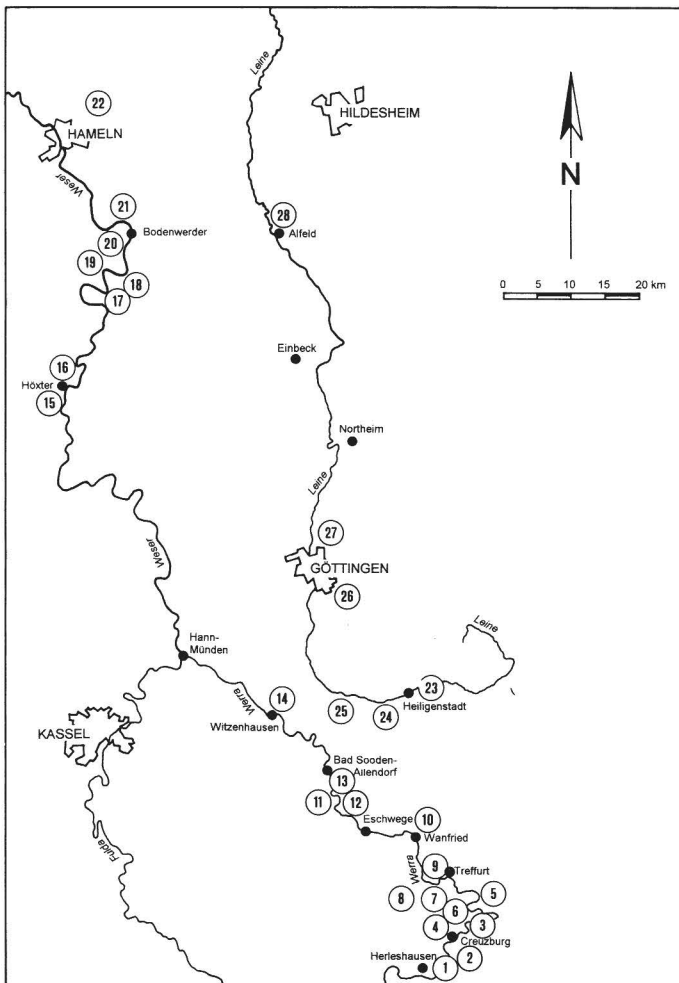 Leine
22
HILDESHEIM
HAMELN
Weser
N
21
28
Bodenwerder
Alfeld
20
19
18
17
0 5 10 15 20 km
Einbeck
16
Höxter
15
Northeim
Leine
27
Weser
GÖTTINGEN
26
Leine
Hann-
Münden
23
Werra
14
25
24
Heiligenstadt
Witzenhausen
KASSEL
Bad Sooden-
Allendorf
13
11
12
Eschwege
10
Wanfried
Fulda
Werra
9
Treffurt
8
7
5
6
4
3
Creuzburg
Herleshausen
1
2